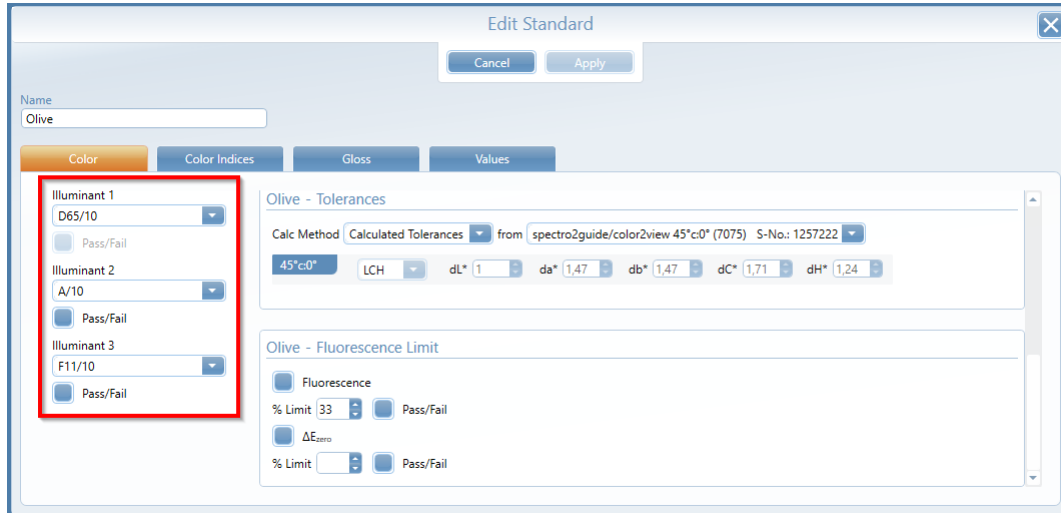 Edit Standard
Cancel
Apply
Name
Olive
Color
Color Indices
Gloss
Values
Illuminant 1
D65/10
Pass/Fail
Illuminant 2
A/10
Pass/Fail
Illuminant 3
F11/10
Pass/Fail
Olive - Tolerances
Calc Method Calculated Tolerances from spectro2guide/color2view 45°c:0° (7075) S-No.: 1257222
45°c:0° LCH dL* 1 da* 1,47 db* 1,47 dC* 1,71 dH* 1,24
Olive - Fluorescence Limit
Fluorescence
% Limit 33 Pass/Fail
ΔEzero
% Limit Pass/Fail